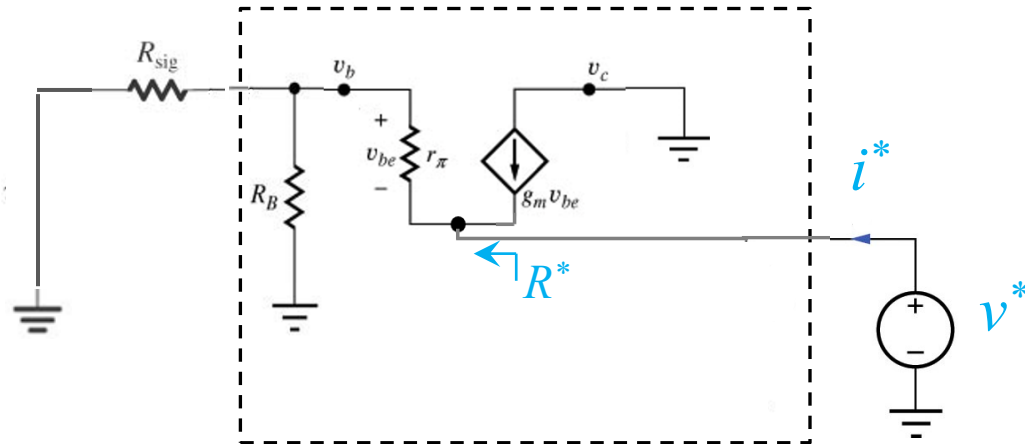 R_sig
v_b
v_c
+
v_be
r_π
−
R_B
g_m v_be
i*
R*
+
−
v*